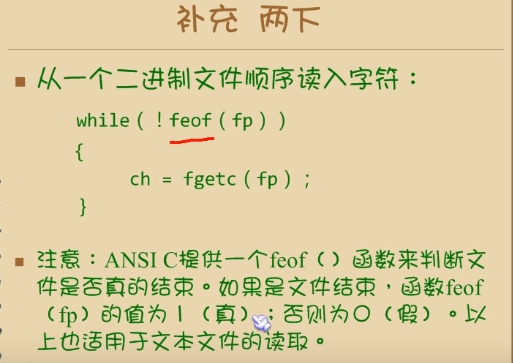 补充 两下
从一个二进制文件顺序读入字符：
while(!feof(fp))
{
ch = fgetc(fp);
}
注意：ANSI C提供一个feof（）函数来判断文
件是否真的结束。如果是文件结束，函数feof
（fp）的值为1（真）；否则为0（假）。以
上也适用于文本文件的读取。